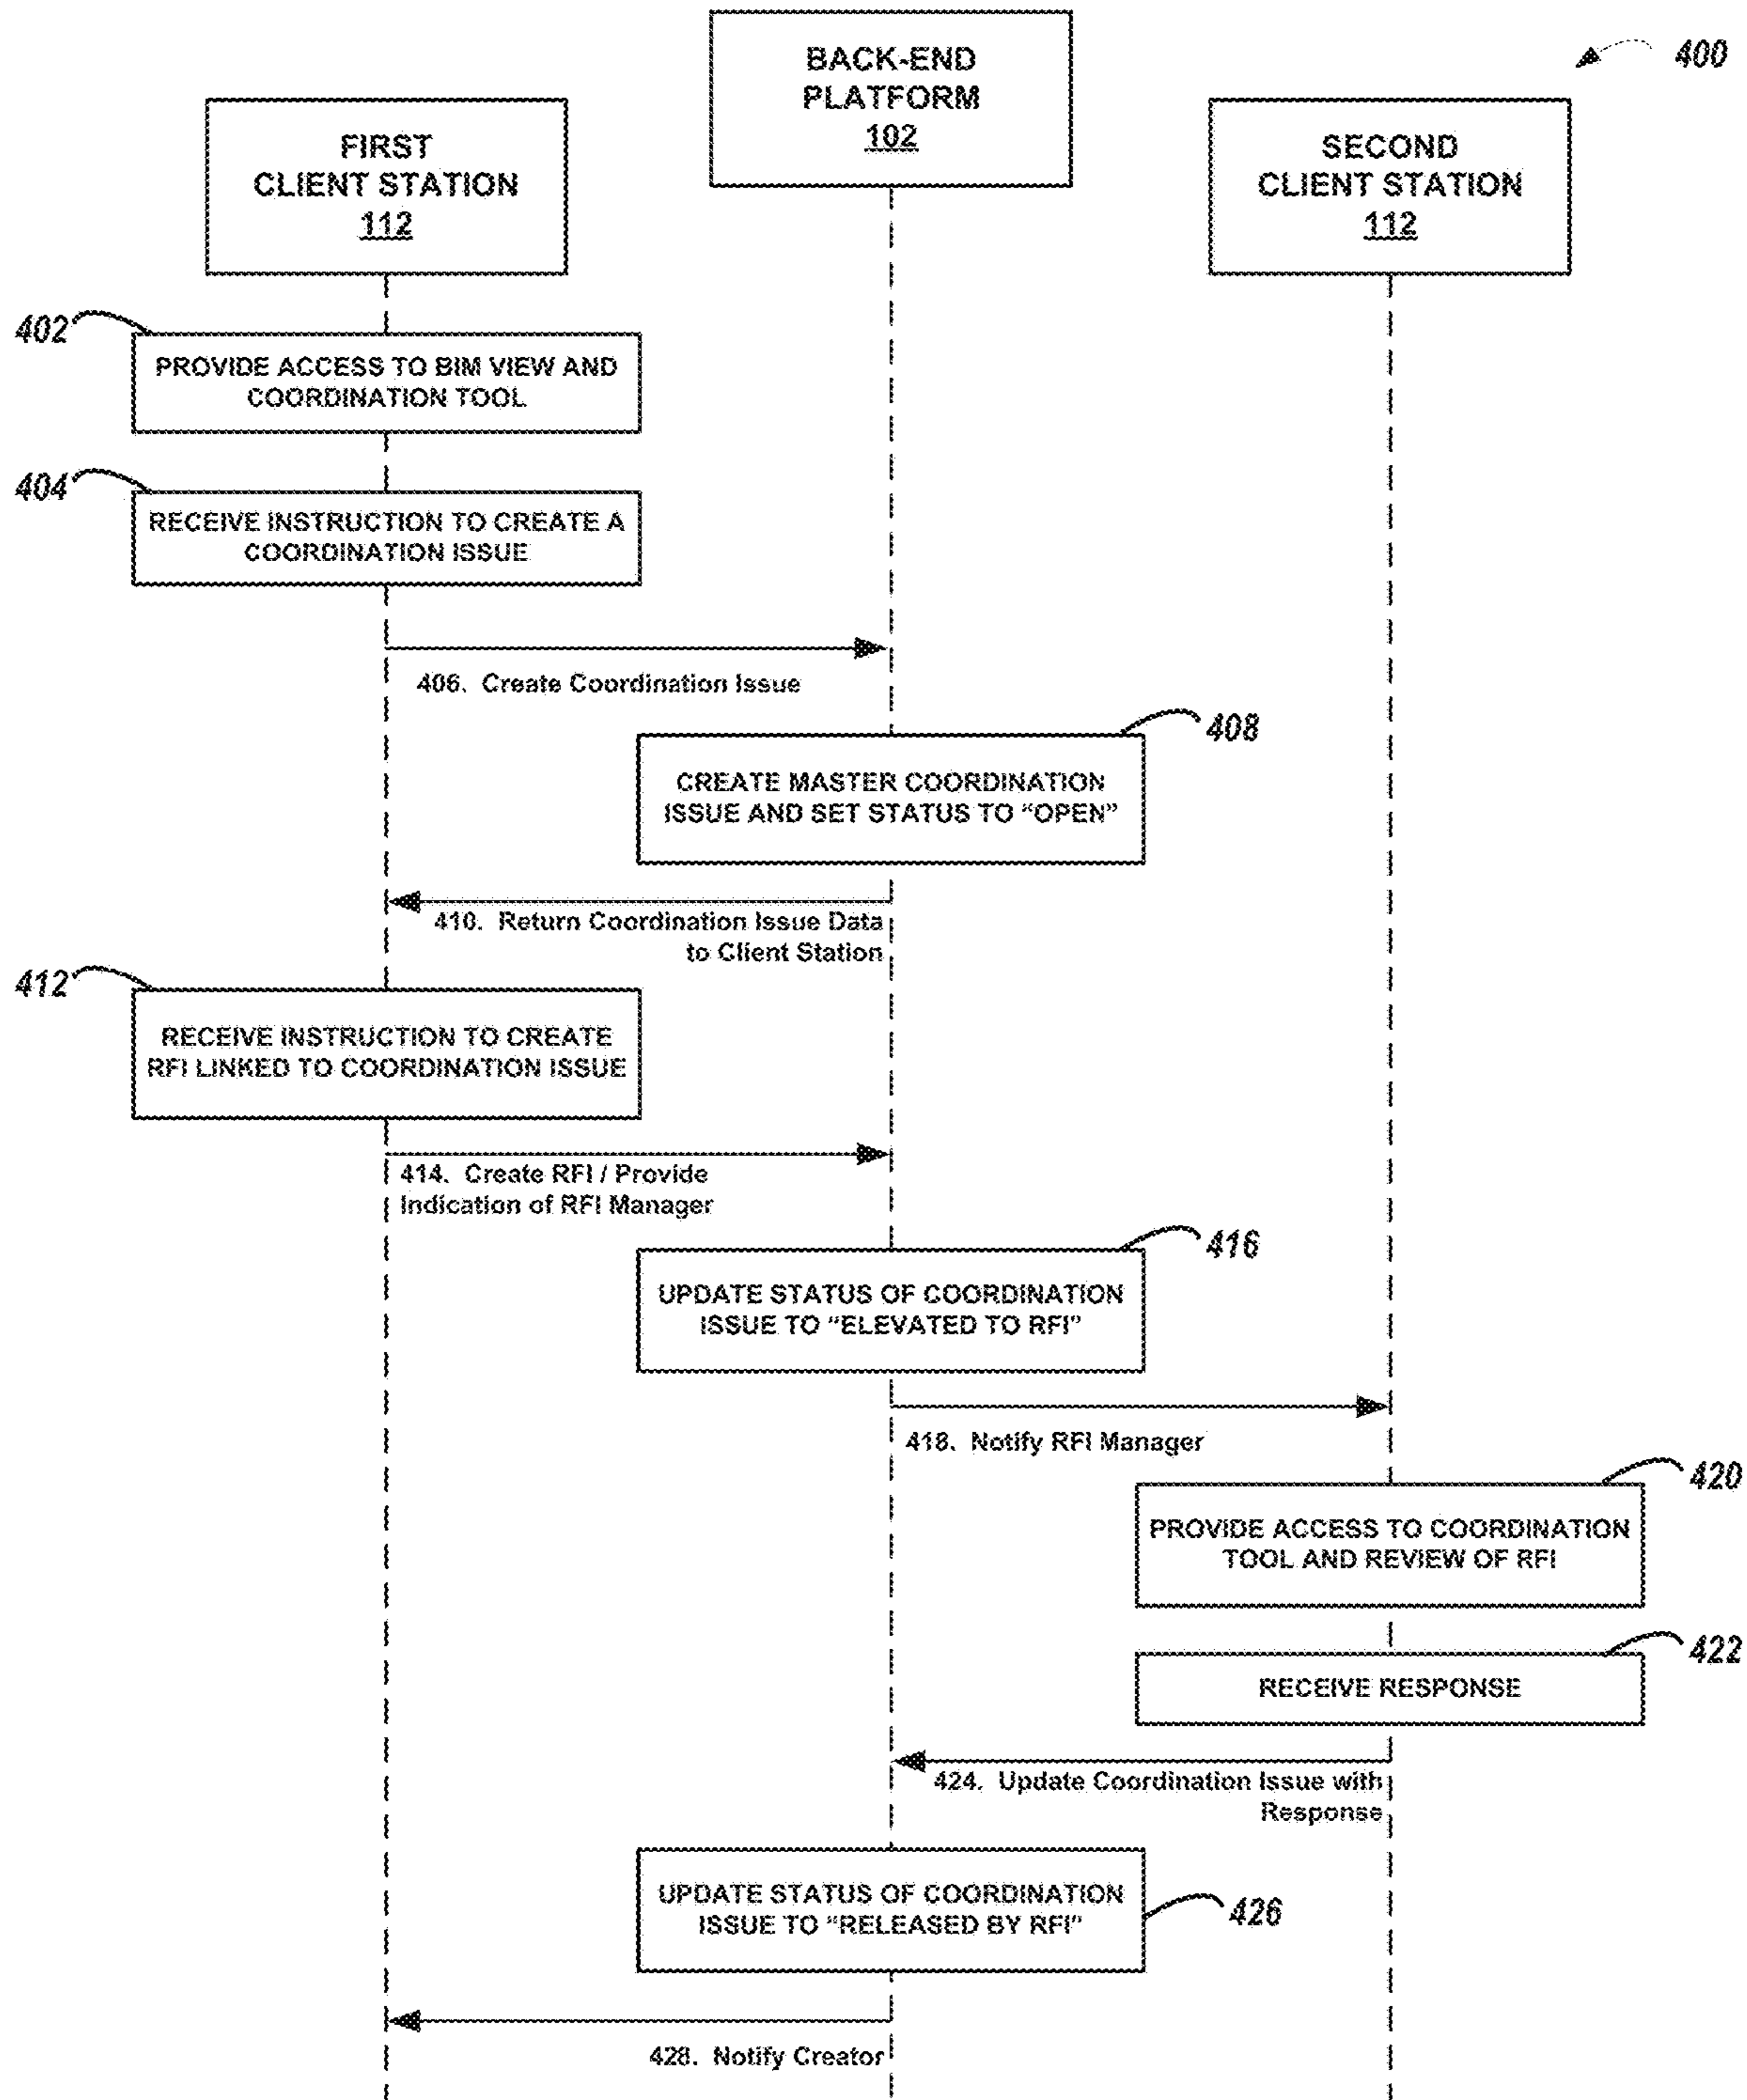 400
BACK-END
PLATFORM
102
FIRST
CLIENT STATION
112
SECOND
CLIENT STATION
112
402
PROVIDE ACCESS TO BIM VIEW AND
COORDINATION TOOL
404
RECEIVE INSTRUCTION TO CREATE A
COORDINATION ISSUE
406. Create Coordination Issue
408
CREATE MASTER COORDINATION
ISSUE AND SET STATUS TO “OPEN”
410. Return Coordination Issue Data
to Client Station
412
RECEIVE INSTRUCTION TO CREATE
RFI LINKED TO COORDINATION ISSUE
414. Create RFI / Provide
Indication of RFI Manager
416
UPDATE STATUS OF COORDINATION
ISSUE TO “ELEVATED TO RFI”
418. Notify RFI Manager
420
PROVIDE ACCESS TO COORDINATION
TOOL AND REVIEW OF RFI
422
RECEIVE RESPONSE
424. Update Coordination Issue with
Response
UPDATE STATUS OF COORDINATION
ISSUE TO “RELEASED BY RFI”
426
428. Notify Creator